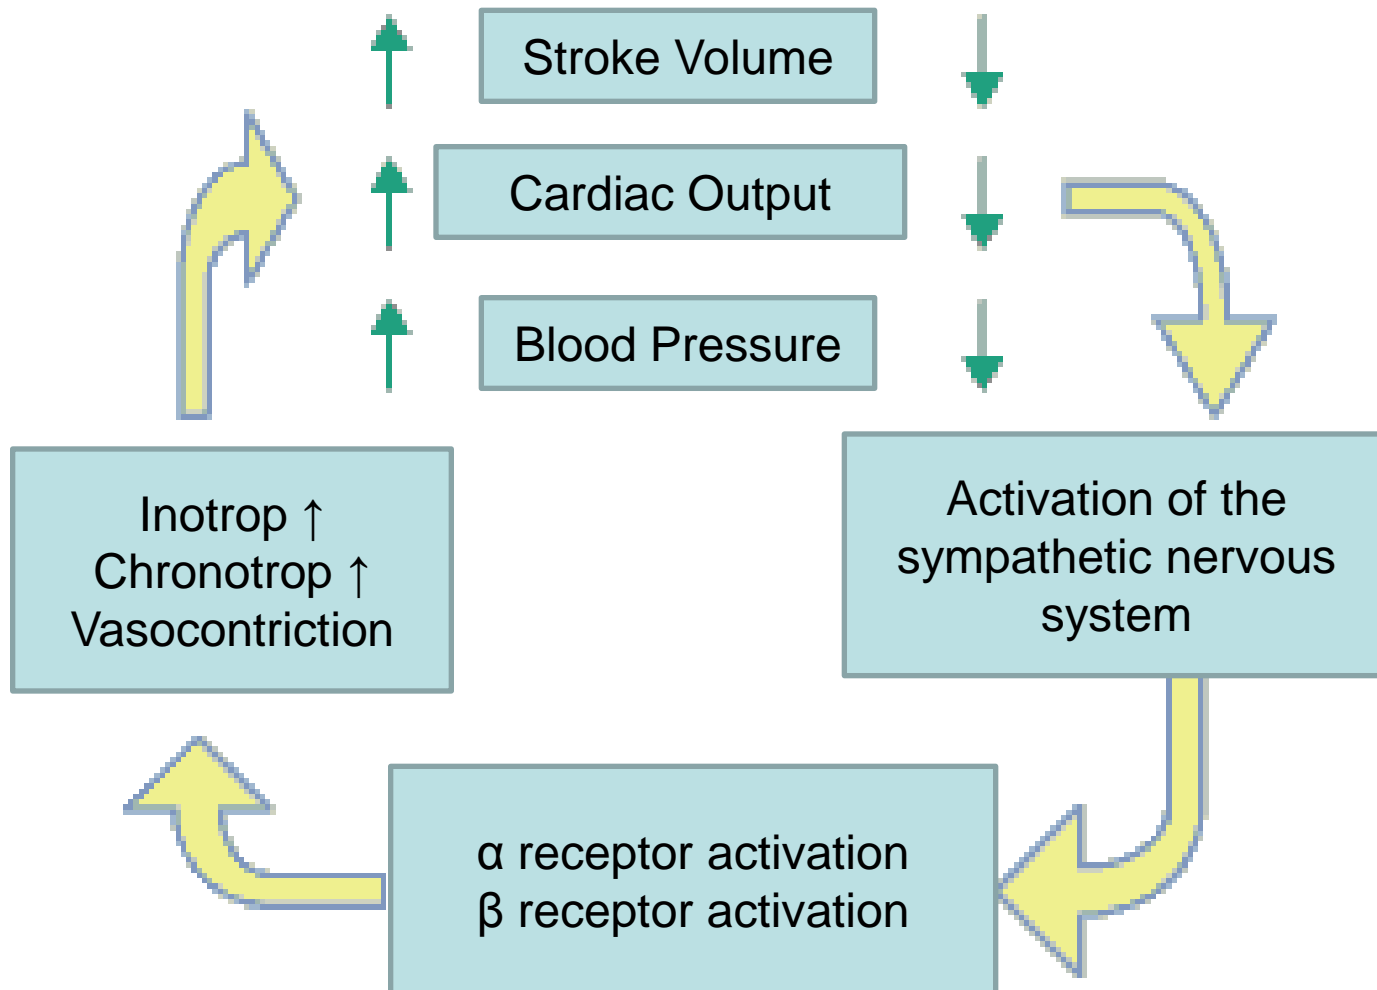 Stroke Volume
Cardiac Output
Blood Pressure
Inotrop ↑
Chronotrop ↑
Vasocontriction
Activation of the
sympathetic nervous
system
α receptor activation
β receptor activation